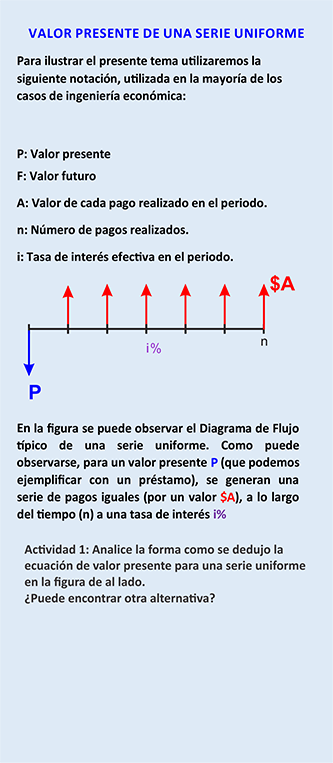 VALOR PRESENTE DE UNA SERIE UNIFORME
Para ilustrar el presente tema utilizaremos la
siguiente notación, utilizada en la mayoría de los
casos de ingeniería económica:
P: Valor presente
F: Valor futuro
A: Valor de cada pago realizado en el periodo.
n: Número de pagos realizados.
i: Tasa de interés efectiva en el periodo.
$A
i%
n
P
En la figura se puede observar el Diagrama de Flujo
típico de una serie uniforme. Como puede
observarse, para un valor presente P (que podemos
ejemplificar con un préstamo), se generan una
serie de pagos iguales (por un valor $A), a lo largo
del tiempo (n) a una tasa de interés i%
Actividad 1: Analice la forma como se dedujo la
ecuación de valor presente para una serie uniforme
en la figura de al lado.
¿Puede encontrar otra alternativa?